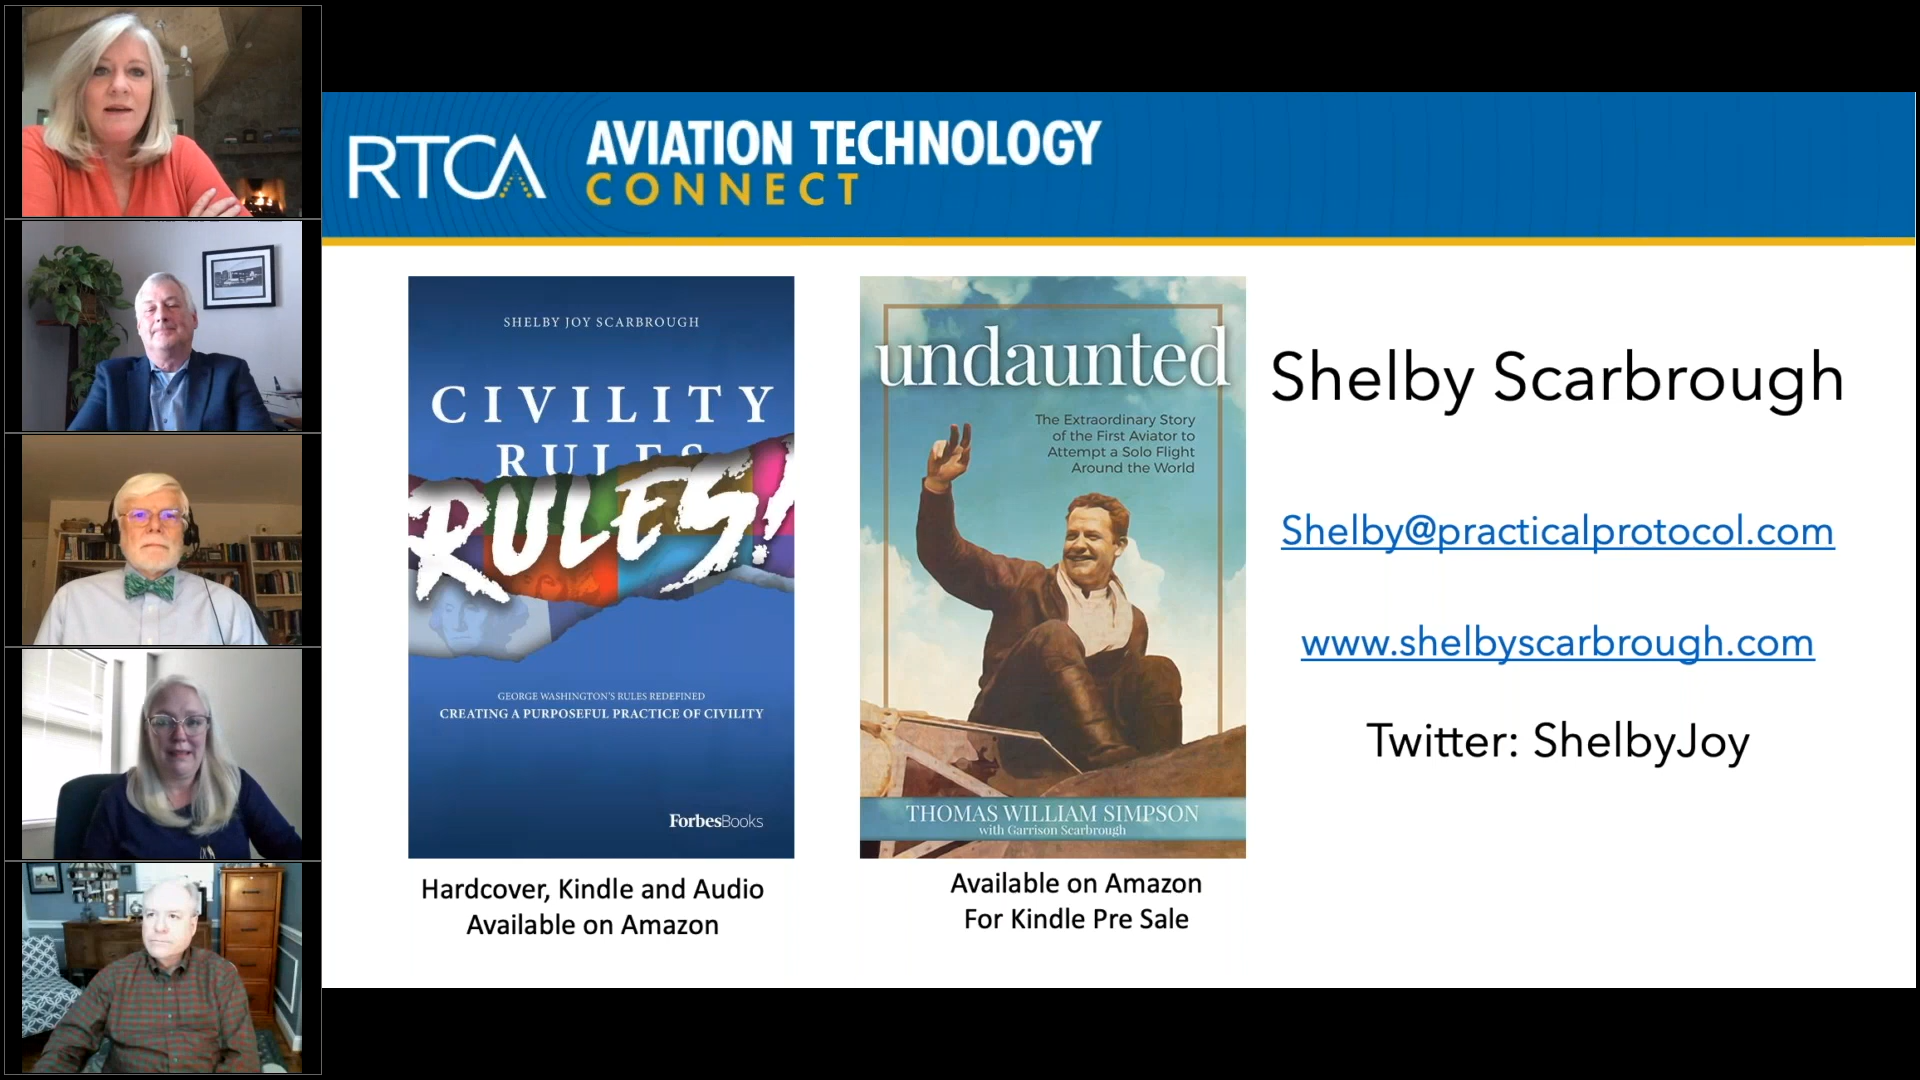 RTCA
AVIATION TECHNOLOGY
CONNECT
SHELBY JOY SCARBROUGH
CIVILITY
RULES
RULES!
GEORGE WASHINGTON'S RULES REDEFINED
CREATING A PURPOSEFUL PRACTICE OF CIVILITY
ForbesBooks
Hardcover, Kindle and Audio
Available on Amazon
undaunted
The Extraordinary Story
of the First Aviator to
Attempt a Solo Flight
Around the World
THOMAS WILLIAM SIMPSON
with Garrison Scarbrough
Available on Amazon
For Kindle Pre Sale
Shelby Scarbrough
Shelby@practicalprotocol.com
www.shelbyscarbrough.com
Twitter: ShelbyJoy